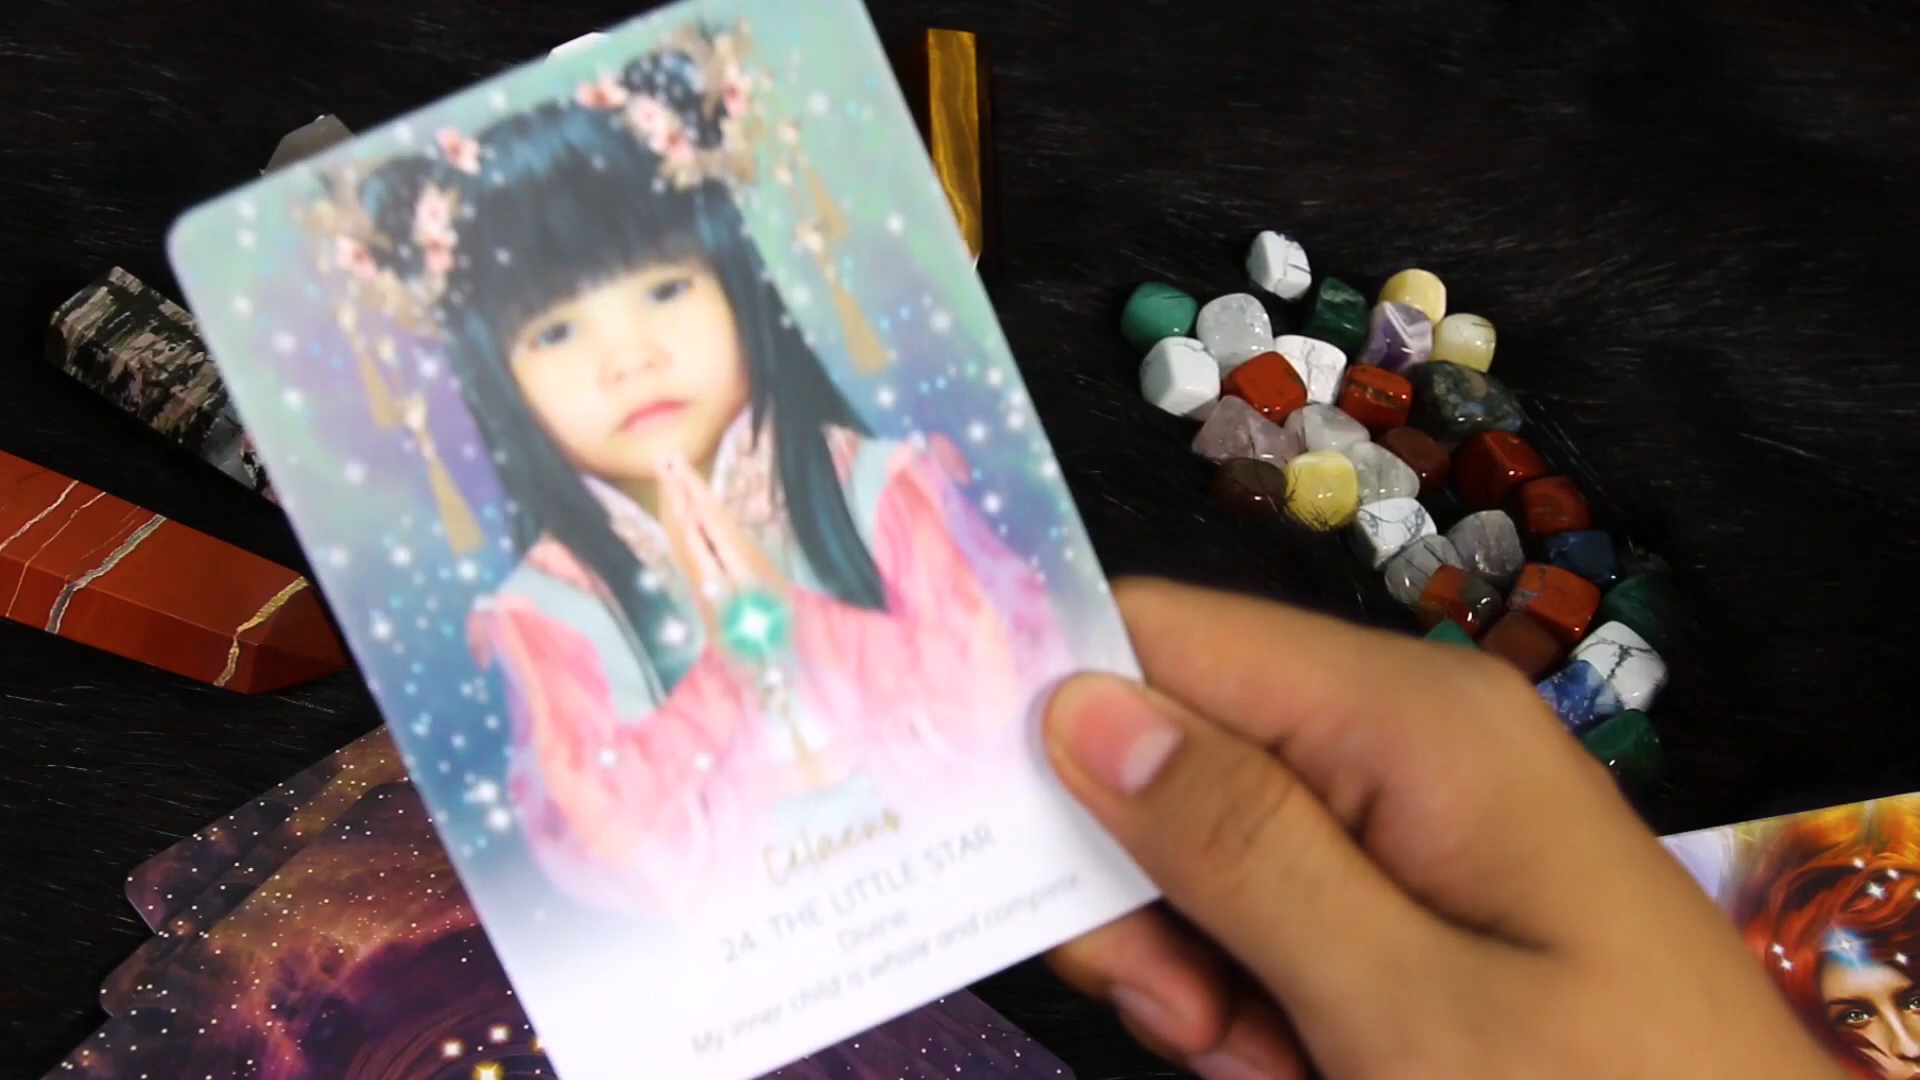 Celaeno
24. THE LITTLE STAR
Divine
My inner child is whole and complete.